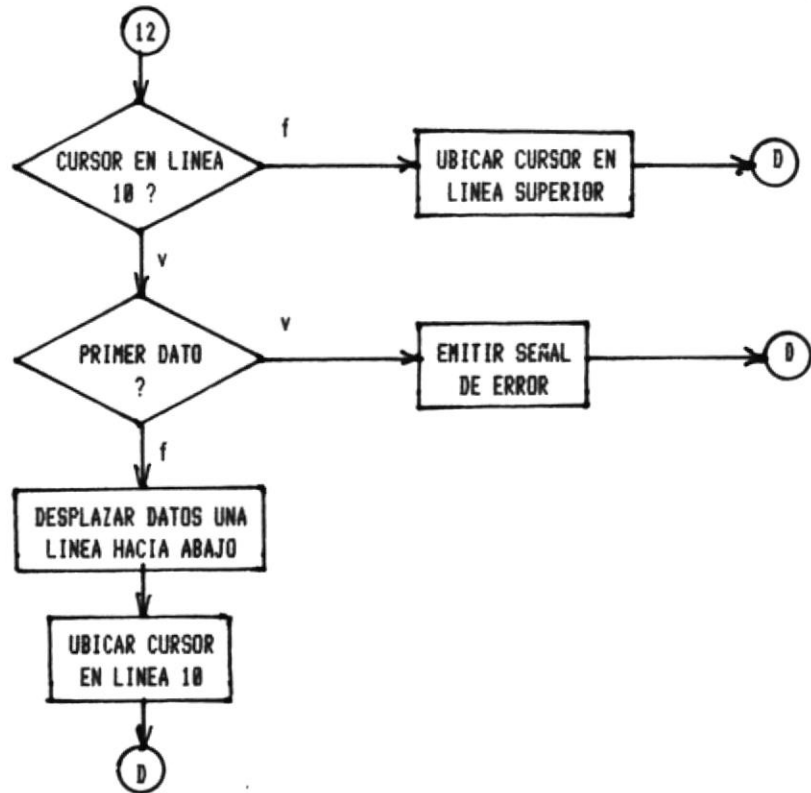 12
f
CURSOR EN LINEA
10 ?
UBICAR CURSOR EN
LINEA SUPERIOR
D
v
v
PRIMER DATO
?
EMITIR SEÑAL
DE ERROR
D
f
DESPLAZAR DATOS UNA
LINEA HACIA ABAJO
UBICAR CURSOR
EN LINEA 10
D